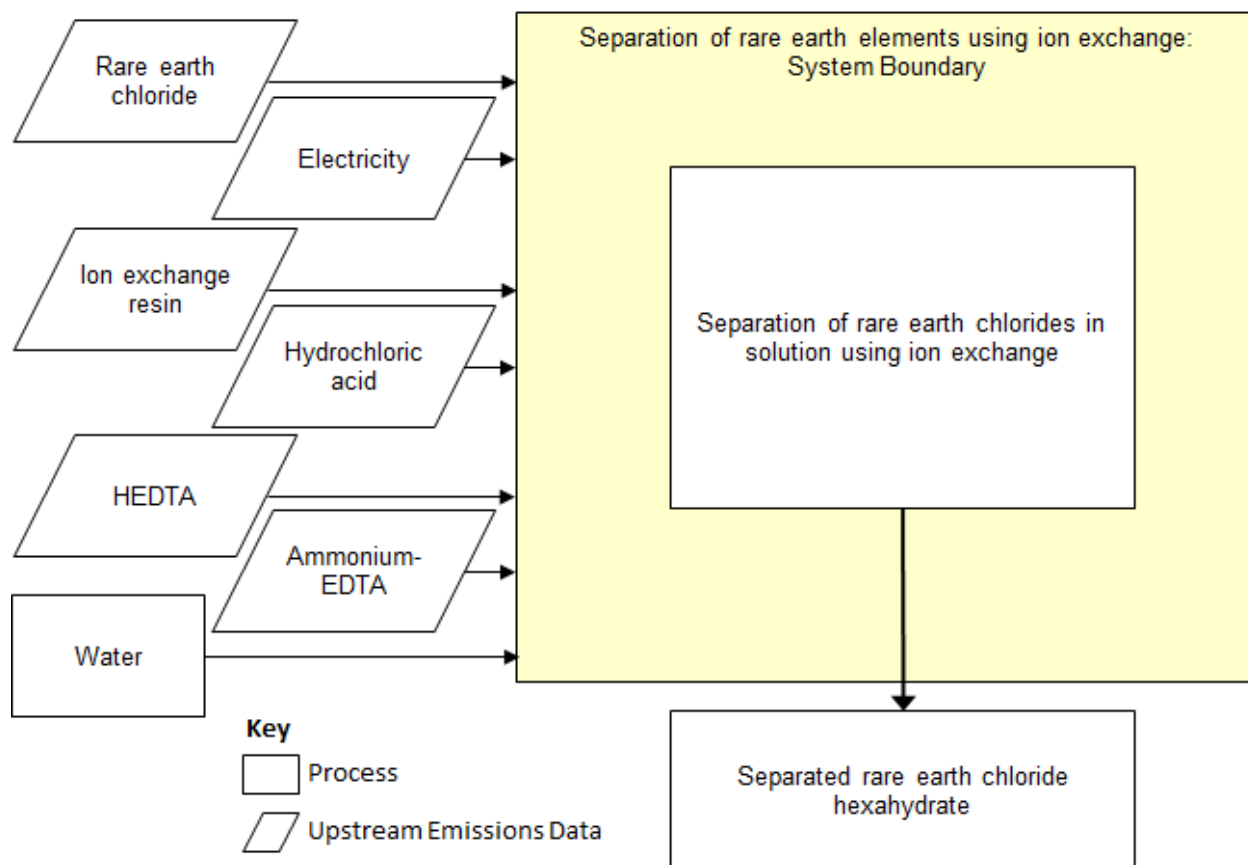 Separation of rare earth elements using ion exchange:
System Boundary
Rare earth
chloride
Electricity
Ion exchange
resin
Hydrochloric
acid
HEDTA
Ammonium-
EDTA
Water
Separation of rare earth chlorides in
solution using ion exchange
Separated rare earth chloride
hexahydrate
Key
Process
Upstream Emissions Data